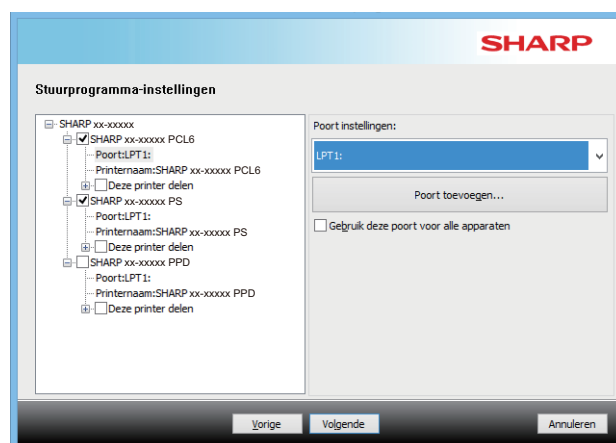 SHARP
Stuurprogramma-instellingen
SHARP xx-xxxxx
SHARP xx-xxxxx PCL6
Poort:LPT1:
Printernaam:SHARP xx-xxxxx PCL6
Deze printer delen
SHARP xx-xxxxx PS
Poort:LPT1:
Printernaam:SHARP xx-xxxxx PS
Deze printer delen
SHARP xx-xxxxx PPD
Poort:LPT1:
Printernaam:SHARP xx-xxxxx PPD
Deze printer delen
Poort instellingen:
LPT1:
Poort toevoegen...
Gebruik deze poort voor alle apparaten
Vorige
Volgende
Annuleren